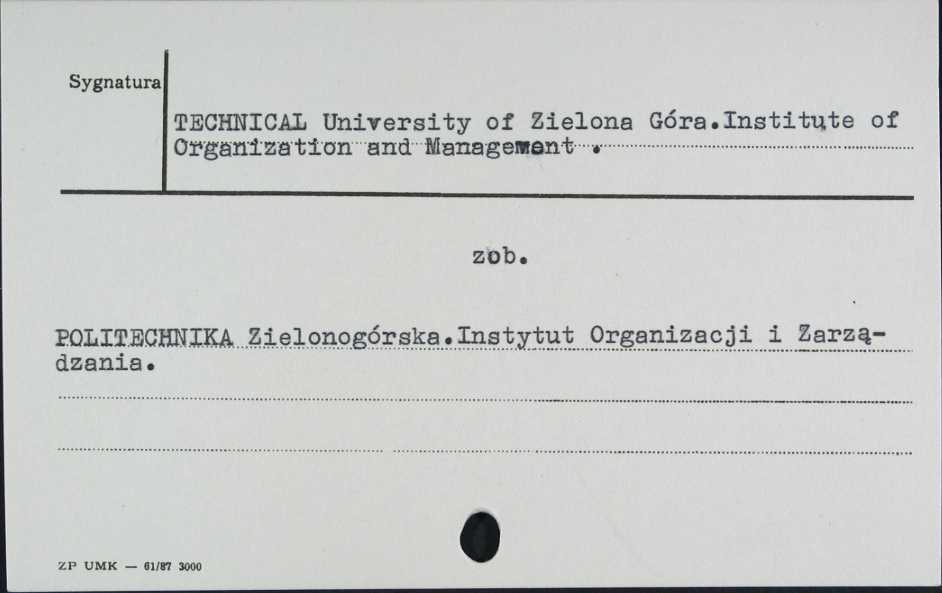 Sygnatura
TECHNICAL University of Zielona Góra.Institute of
Organization and Management .
zob.
POLITECHNIKA Zielonogórska.Instytut Organizacji i Zarzą-
dzania.
ZP UMK — 61/87 3000